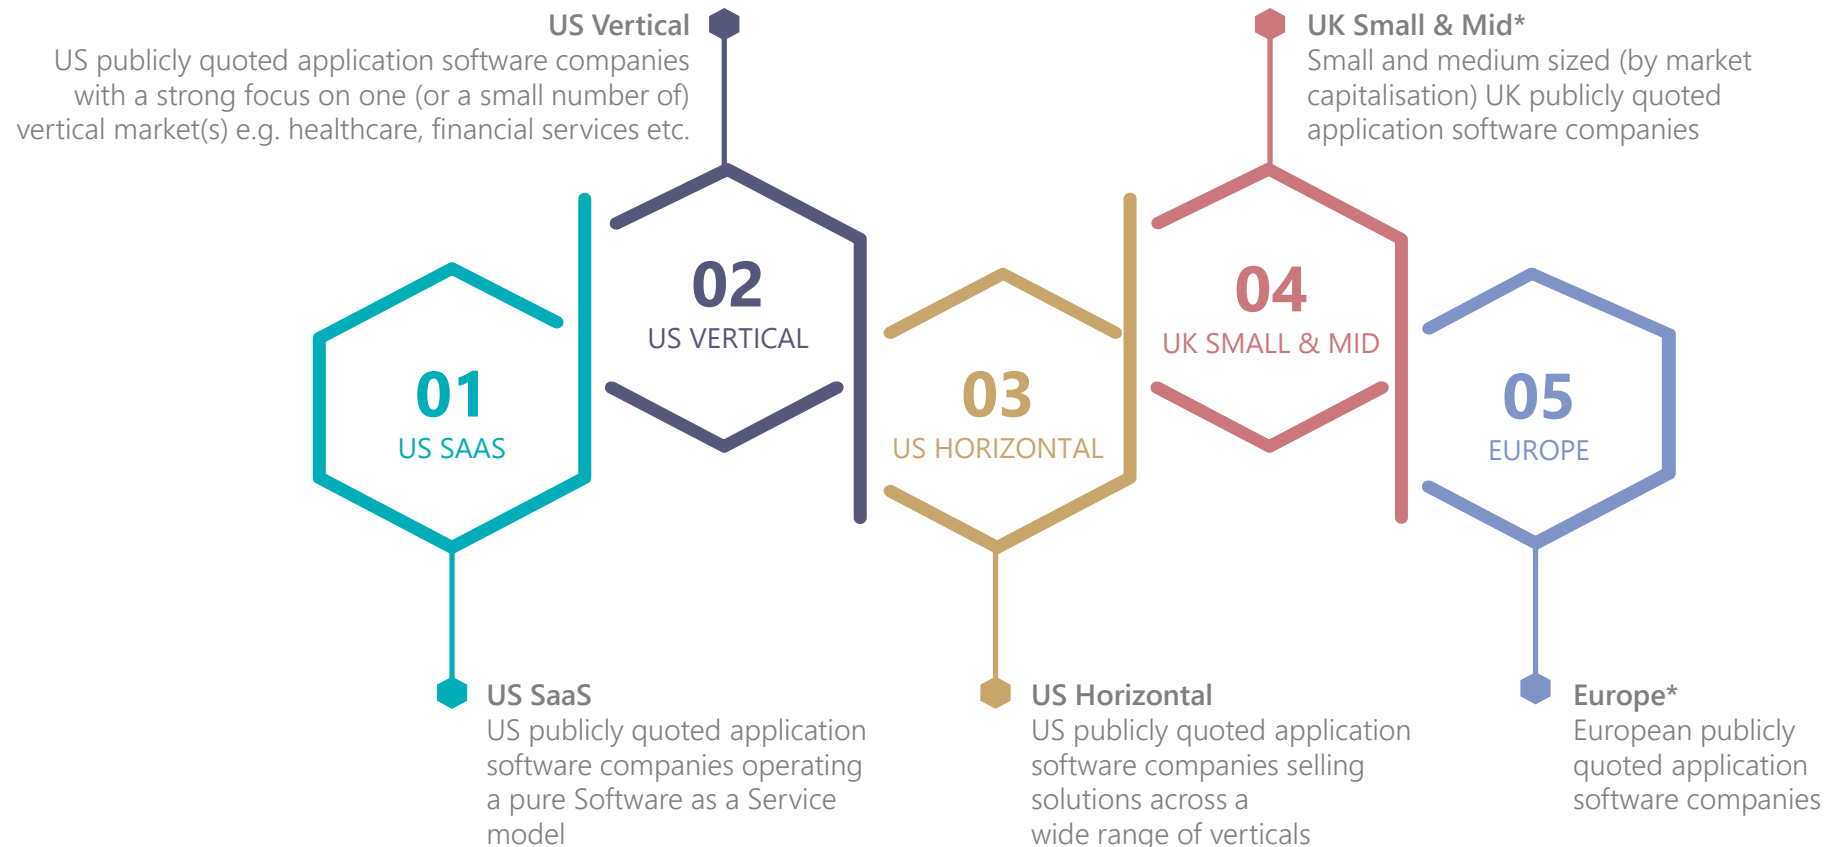 US Vertical
US publicly quoted application software companies
with a strong focus on one (or a small number of)
vertical market(s) e.g. healthcare, financial services etc.
UK Small & Mid*
Small and medium sized (by market
capitalisation) UK publicly quoted
application software companies
01
US SAAS
02
US VERTICAL
03
US HORIZONTAL
04
UK SMALL & MID
05
EUROPE
US SaaS
US publicly quoted application
software companies operating
a pure Software as a Service
model
US Horizontal
US publicly quoted application
software companies selling
solutions across a
wide range of verticals
Europe*
European publicly
quoted application
software companies